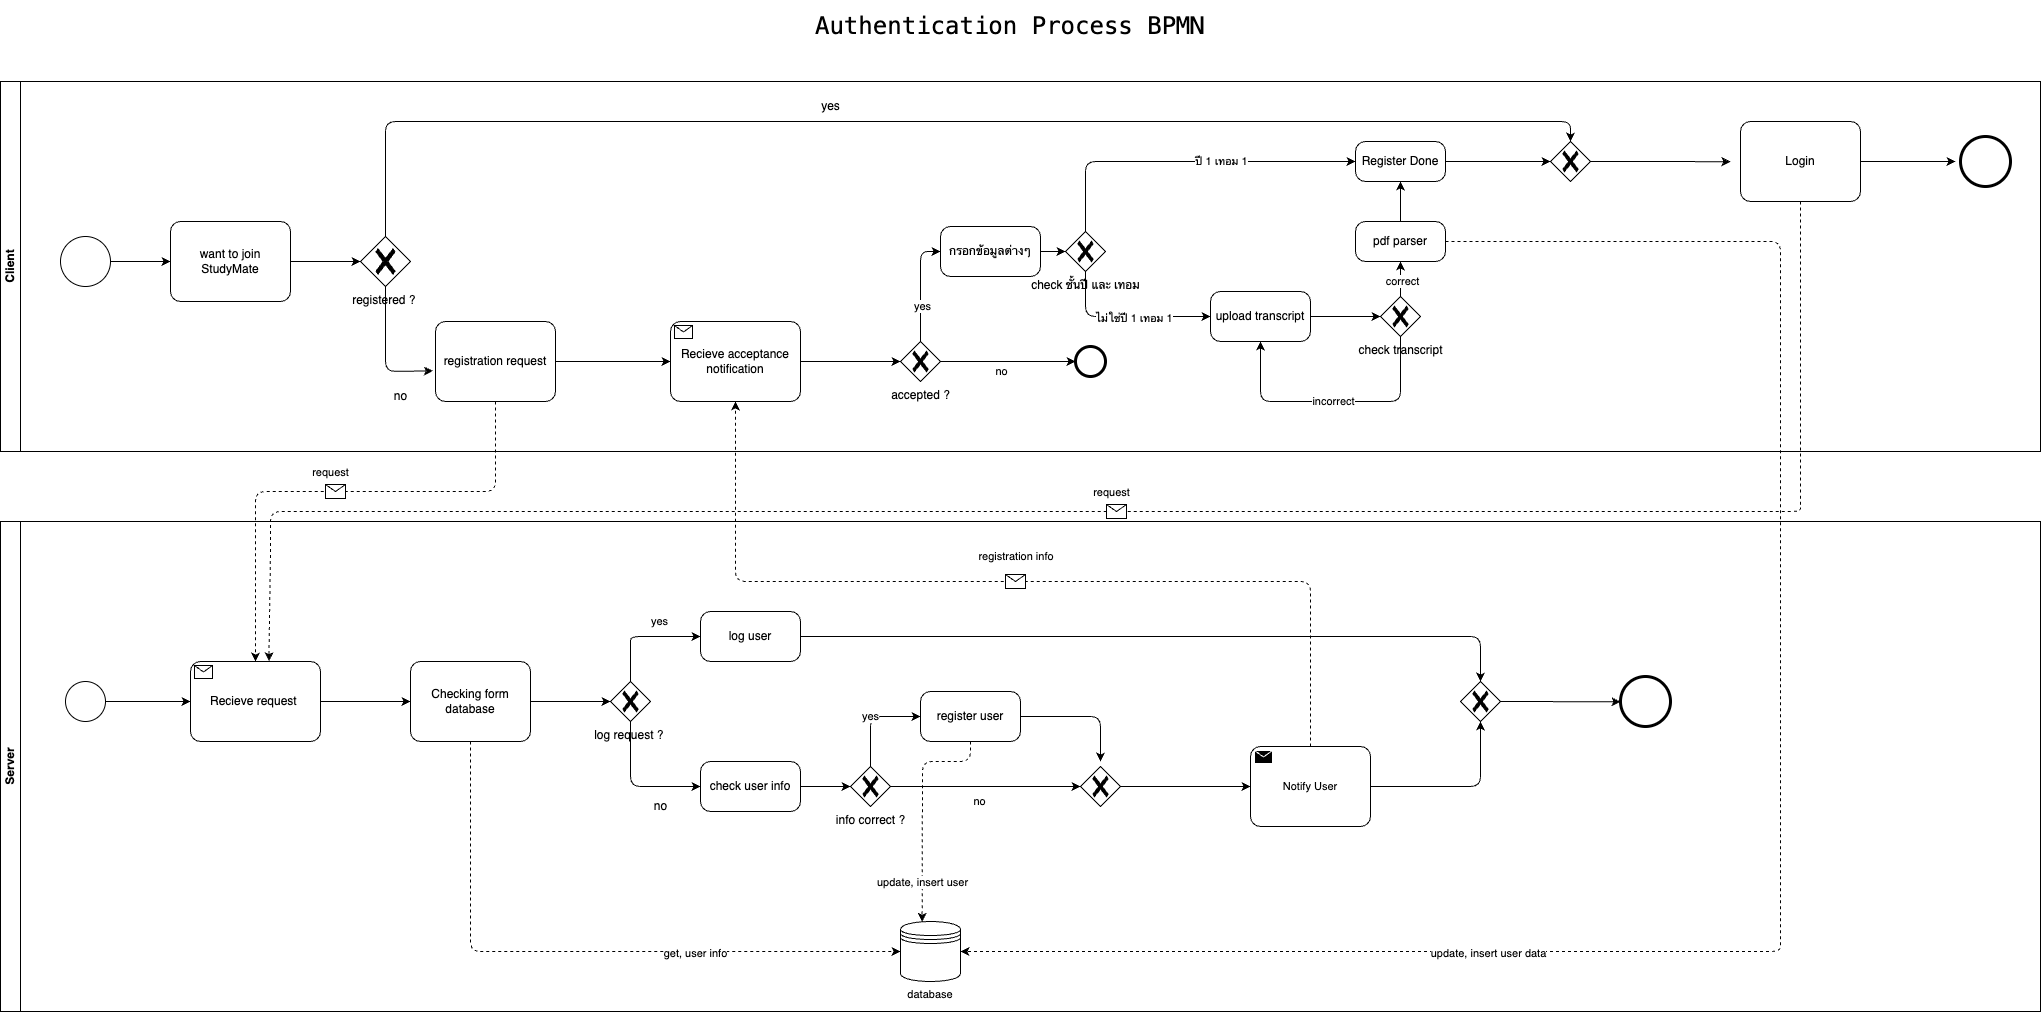 Authentication Process BPMN
Client
yes
ปี 1 เทอม 1
Register Done
Login
want to join
StudyMate
registered ?
กรอกข้อมูลต่างๆ
check ชั้นปี และ เทอม
pdf parser
correct
yes
ไม่ใช่ปี 1 เทอม 1
upload transcript
check transcript
registration request
Recieve acceptance
notification
accepted ?
no
no
incorrect
request
request
Server
registration info
yes
log user
Recieve request
Checking form
database
log request ?
yes
register user
no
check user info
info correct ?
no
Notify User
update, insert user
get, user info
update, insert user data
database